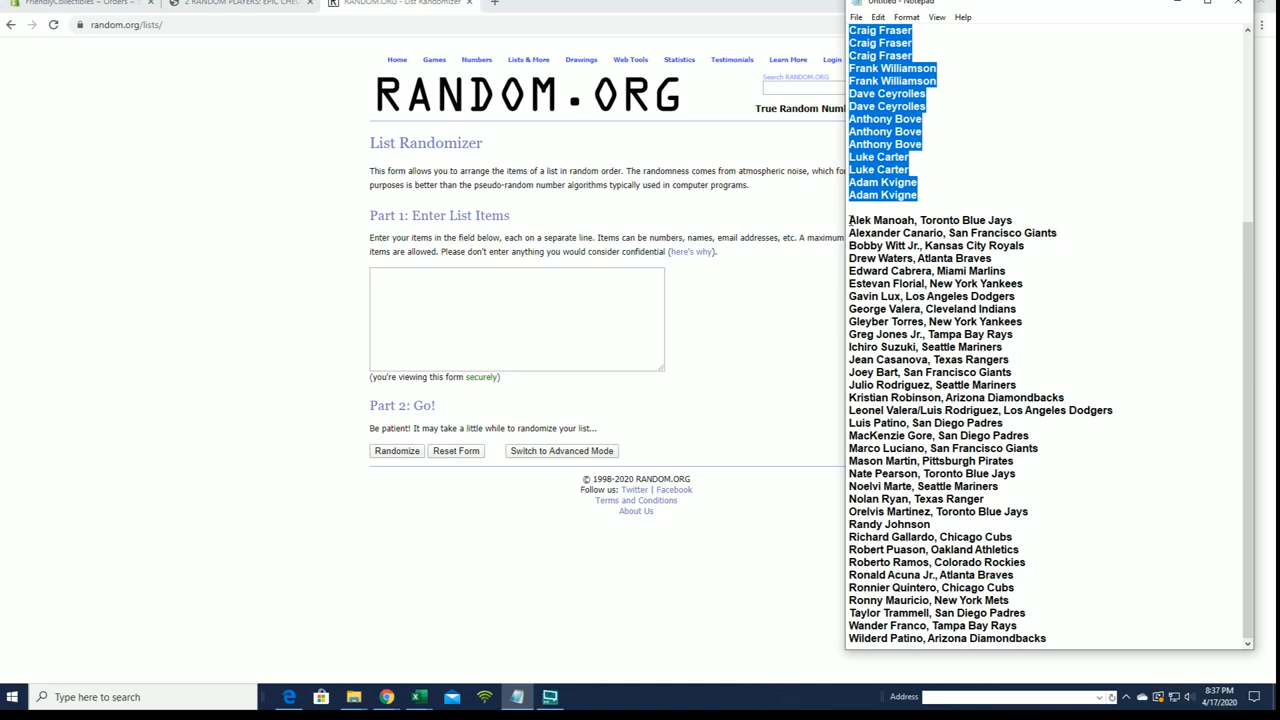 FriendlyCollectibles ~ Orders ~ S
2 RANDOM PLAYERS! EPIC CHE
RANDOM.ORG - List Randomizer
random.org/lists/
Home Games Numbers Lists & More Drawings Web Tools Statistics Testimonials Learn More Login
RANDOM.ORG
Search RANDOM.ORG
True Random Num
List Randomizer
This form allows you to arrange the items of a list in random order. The randomness comes from atmospheric noise, which for
purposes is better than the pseudo-random number algorithms typically used in computer programs.
Part 1: Enter List Items
Enter your items in the field below, each on a separate line. Items can be numbers, names, email addresses, etc. A maximum
items are allowed. Please don't enter anything you would consider confidential (here's why).
(you're viewing this form securely)
Part 2: Go!
Be patient! It may take a little while to randomize your list...
Randomize Reset Form Switch to Advanced Mode
© 1998-2020 RANDOM.ORG
Follow us: Twitter | Facebook
Terms and Conditions
About Us
Untitled - Notepad
File Edit Format View Help
Craig Fraser
Craig Fraser
Craig Fraser
Frank Williamson
Frank Williamson
Dave Ceyrolles
Dave Ceyrolles
Anthony Bove
Anthony Bove
Anthony Bove
Luke Carter
Luke Carter
Adam Kvigne
Adam Kvigne
Alek Manoah, Toronto Blue Jays
Alexander Canario, San Francisco Giants
Bobby Witt Jr., Kansas City Royals
Drew Waters, Atlanta Braves
Edward Cabrera, Miami Marlins
Estevan Florial, New York Yankees
Gavin Lux, Los Angeles Dodgers
George Valera, Cleveland Indians
Gleyber Torres, New York Yankees
Greg Jones Jr., Tampa Bay Rays
Ichiro Suzuki, Seattle Mariners
Jean Casanova, Texas Rangers
Joey Bart, San Francisco Giants
Julio Rodriguez, Seattle Mariners
Kristian Robinson, Arizona Diamondbacks
Leonel Valera/Luis Rodriguez, Los Angeles Dodgers
Luis Patino, San Diego Padres
MacKenzie Gore, San Diego Padres
Marco Luciano, San Francisco Giants
Mason Martin, Pittsburgh Pirates
Nate Pearson, Toronto Blue Jays
Noelvi Marte, Seattle Mariners
Nolan Ryan, Texas Ranger
Orelvis Martinez, Toronto Blue Jays
Randy Johnson
Richard Gallardo, Chicago Cubs
Robert Puason, Oakland Athletics
Roberto Ramos, Colorado Rockies
Ronald Acuna Jr., Atlanta Braves
Ronnier Quintero, Chicago Cubs
Ronny Mauricio, New York Mets
Taylor Trammell, San Diego Padres
Wander Franco, Tampa Bay Rays
Wilderd Patino, Arizona Diamondbacks
Type here to search
Address
8:37 PM
4/17/2020